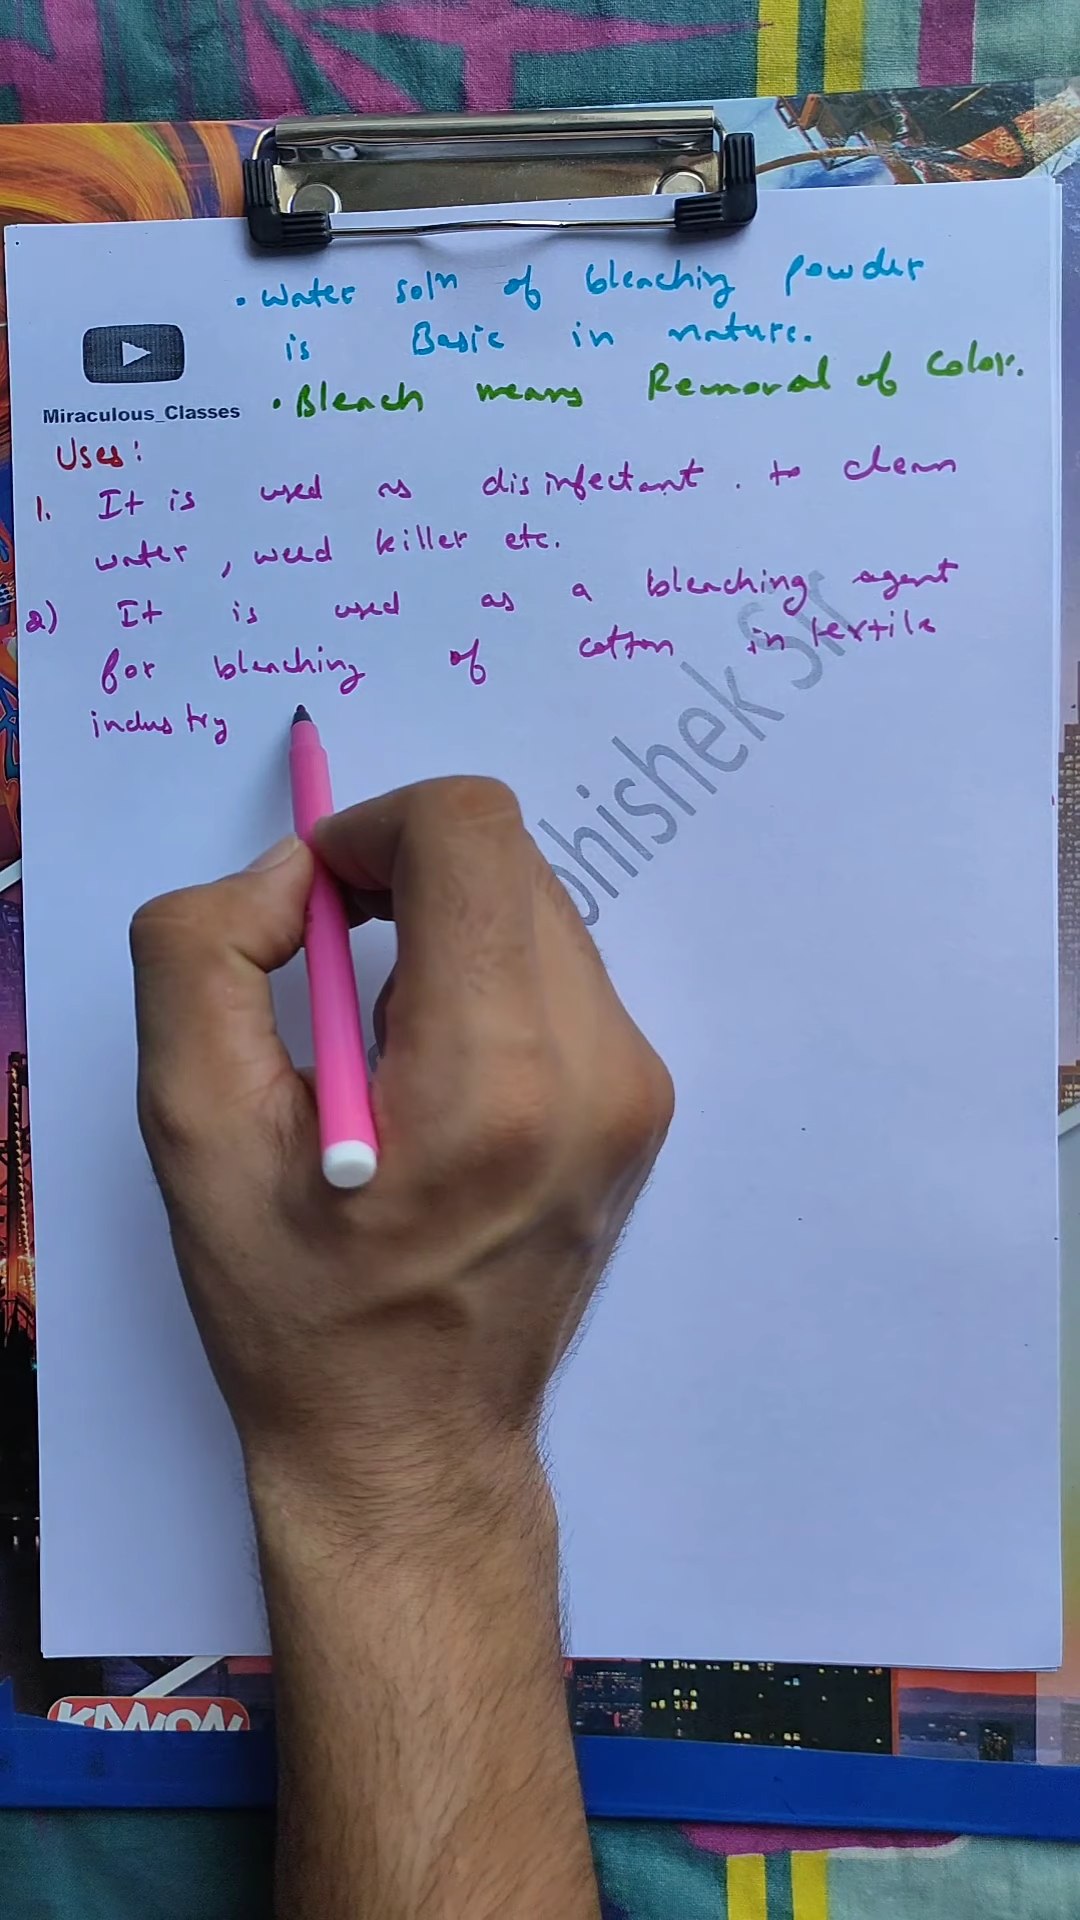 • Water solⁿ of bleaching powder
is Basic in nature.
• Bleach means Removal of Color.
Miraculous_Classes
Uses:
1. It is used as disinfectant. to clean
water, weed killer etc.
2) It is used as a bleaching agent
for bleaching of cotton in textile
industry
bhishek Sir
KAWON